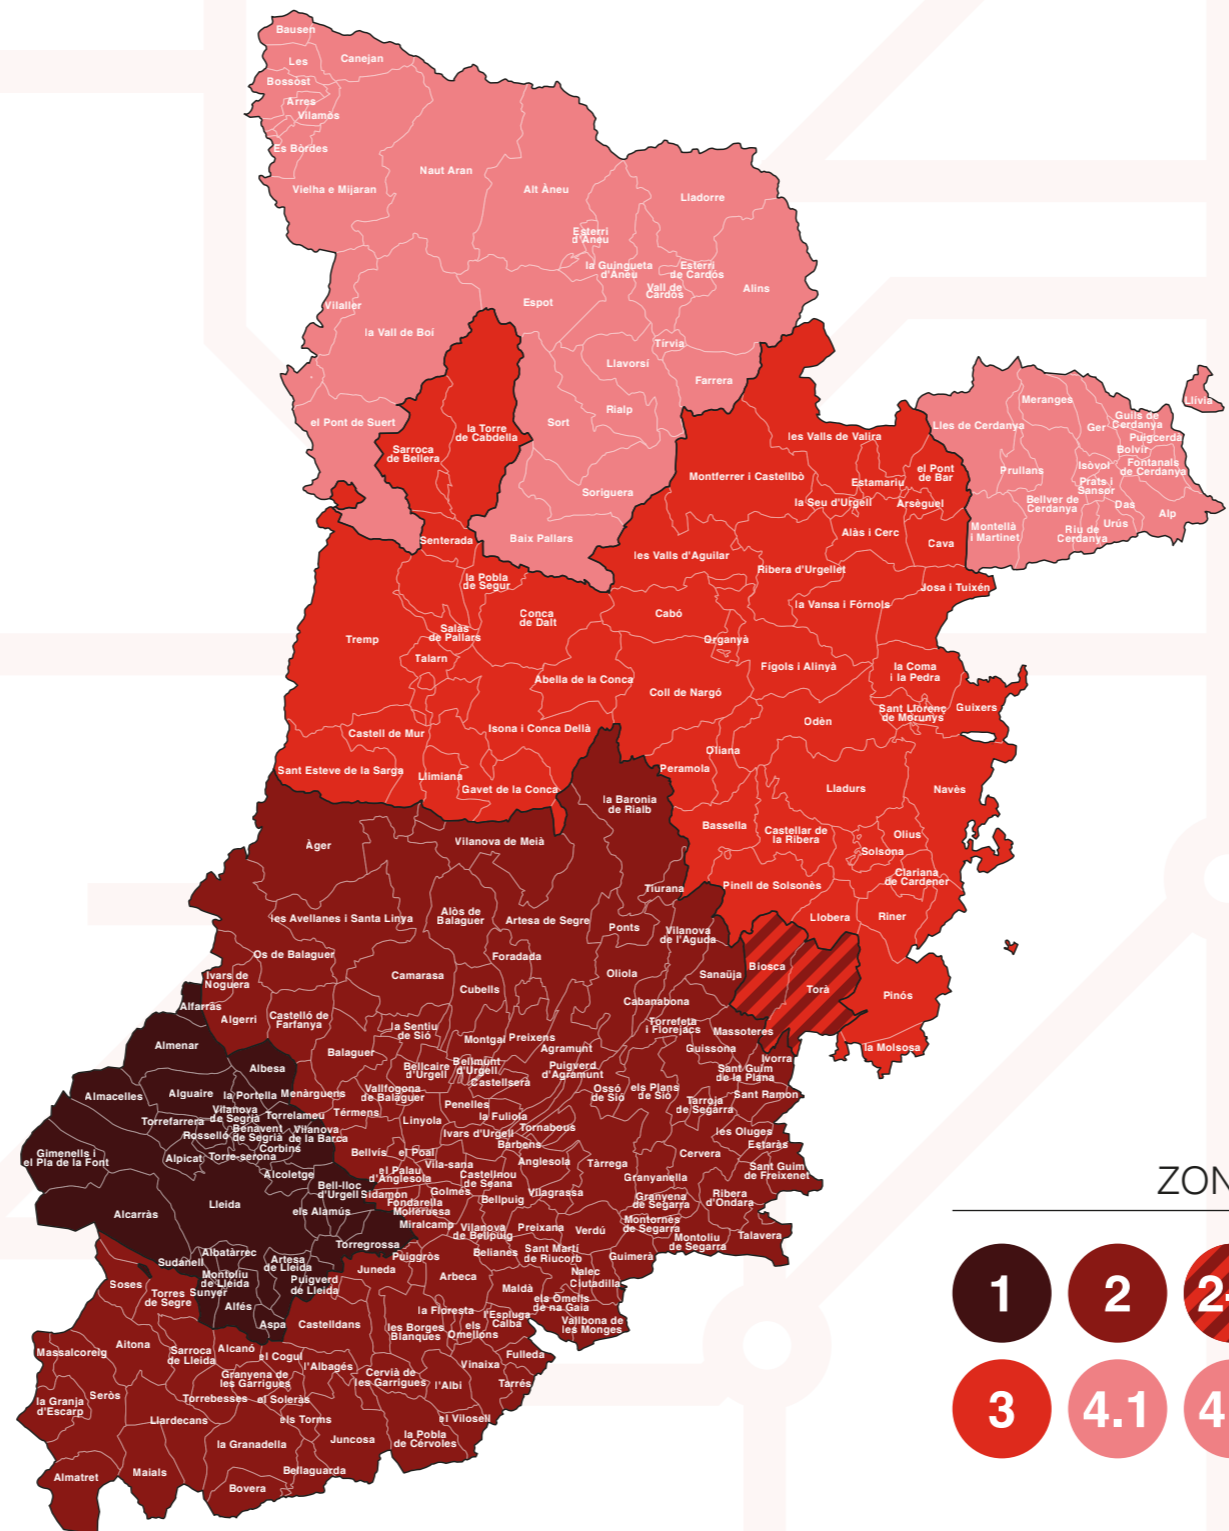 Bausen
Les
Canejan
Bossòst
Arres
Vilamòs
Es Bòrdes
Vielha e Mijaran
Naut Aran
Alt Àneu
Lladorre
Esterri
d'Àneu
la Guingueta
d'Àneu
Esterri
de Cardós
Vall de
Cardós
Alins
Espot
Vilaller
la Vall de Boí
Tírvia
Llavorsí
Farrera
Rialp
Sort
el Pont de Suert
la Torre
de Cabdella
Sarroca
de Bellera
Soriguera
Baix Pallars
Llívia
Meranges
Guils de
Cerdanya
Ger
Lles de Cerdanya
Puigcerdà
Bolvir
Fontanals
de Cerdanya
Isòvol
Prullans
Prats i
Sansor
Bellver de
Cerdanya
Das
Alp
Urús
Riu de
Cerdanya
Montellà
i Martinet
les Valls de Valira
Montferrer i Castellbò
el Pont
de Bar
Estamariu
la Seu d'Urgell
Arsèguel
Alàs i Cerc
Cava
Senterada
les Valls d'Aguilar
Ribera d'Urgellet
Josa i Tuixén
la Pobla
de Segur
la Vansa i Fórnols
Conca
de Dalt
Cabó
Salàs
de Pallars
Tremp
Organyà
Talarn
Fígols i Alinyà
la Coma
i la Pedra
Abella de la Conca
Coll de Nargó
Sant Llorenç
de Morunys
Guixers
Odèn
Isona i Conca Dellà
Castell de Mur
Oliana
Peramola
Sant Esteve de la Sarga
Llimiana
Gavet de la Conca
Lladurs
Navès
la Baronia
de Rialb
Bassella
Castellar de
la Ribera
Olius
Solsona
Àger
Vilanova de Meià
Clariana
de Cardener
Tiurana
Pinell de Solsonès
les Avellanes i Santa Linya
Alòs de
Balaguer
Artesa de Segre
Ponts
Vilanova
de l'Aguda
Llobera
Riner
Os de Balaguer
Foradada
Camarasa
Cubells
Oliola
Sanaüja
Biosca
Torà
Pinós
Ivars de
Noguera
Cabanabona
Alfarràs
Algerri
Castelló de
Farfanya
la Sentiu
de Sió
Torrefeta
i Florejacs
Massoteres
la Molsosa
Almenar
Montgai
Preixens
Agramunt
Guissona
Ivorra
Balaguer
Bellcaire
d'Urgell
Bellmunt
d'Urgell
Puigverd
d'Agramunt
Sant Guim
de la Plana
Albesa
Castellserà
Vallfogona
de Balaguer
Ossó
de Sió
els Plans
de Sió
Sant Ramon
Almacelles
Alguaire
la Portella
Menàrguens
Penelles
Tarroja
de Segarra
Vilanova
de Segrià
Torrelameu
Térmens
Linyola
la Fuliola
Tornabous
Torrefarrera
Benavent
de Segrià
Vilanova
de la Barca
Rosselló
Ivars d'Urgell
Barbens
les Oluges
Estaràs
Corbins
Gimenells i
el Pla de la Font
Alpicat
Torre-serona
Bellvís
el Poal
Vila-sana
Anglesola
Tàrrega
Cervera
Sant Guim
de Freixenet
Alcoletge
el Palau
d'Anglesola
Castellnou
de Seana
Granyanella
Bell-lloc
d'Urgell
Sidamon
Golmés
Fondarella
Mollerussa
Bellpuig
Vilagrassa
Granyena
de Segarra
Ribera
d'Ondara
Lleida
els Alamús
Alcarràs
Miralcamp
Vilanova
de Bellpuig
Preixana
Verdú
Montornès
de Segarra
Montoliu
de Segarra
Talavera
Torregrossa
Puiggròs
Belianes
Sant Martí
de Riucorb
Guimerà
Sudanell
Albatàrrec
Artesa
de Lleida
Juneda
Arbeca
Nalec
Ciutadilla
Montoliu
de Lleida
Puigverd
de Lleida
Maldà
Soses
Torres
de Segre
Sunyer
Alfés
els Omells
de na Gaia
la Floresta
l'Espluga
Calba
Vallbona de
les Monges
Aspa
Castelldans
les Borges
Blanques
els
Omellons
Aitona
Massalcoreig
Sarroca
de Lleida
Alcanó
el Cogul
l'Albagés
Fulleda
Vinaixa
Granyena de
les Garrigues
Cervià de
les Garrigues
l'Albi
Tarrés
la Granja
d'Escarp
Seròs
Torrebesses
el Soleràs
Llardecans
els Torms
el Vilosell
la Granadella
Juncosa
la Pobla
de Cérvoles
Almatret
Maials
Bellaguarda
Bovera
ZON
1
2
2
3
4.1
4